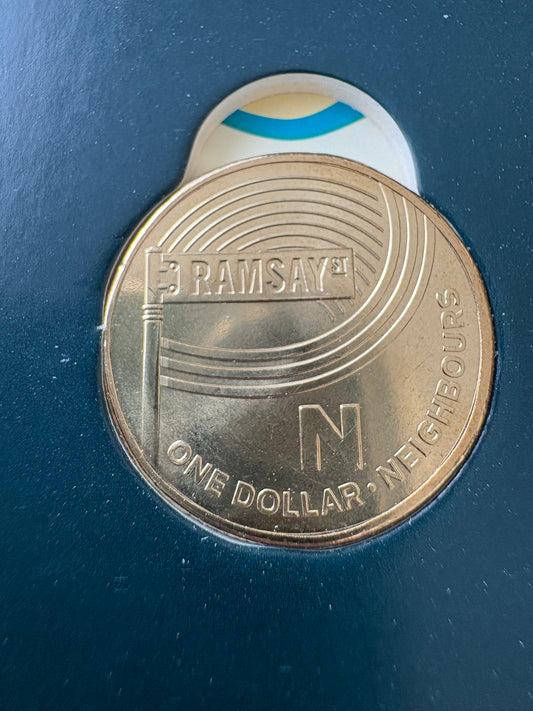 RAMSAY ST
N
ONE DOLLAR • NEIGHBOURS